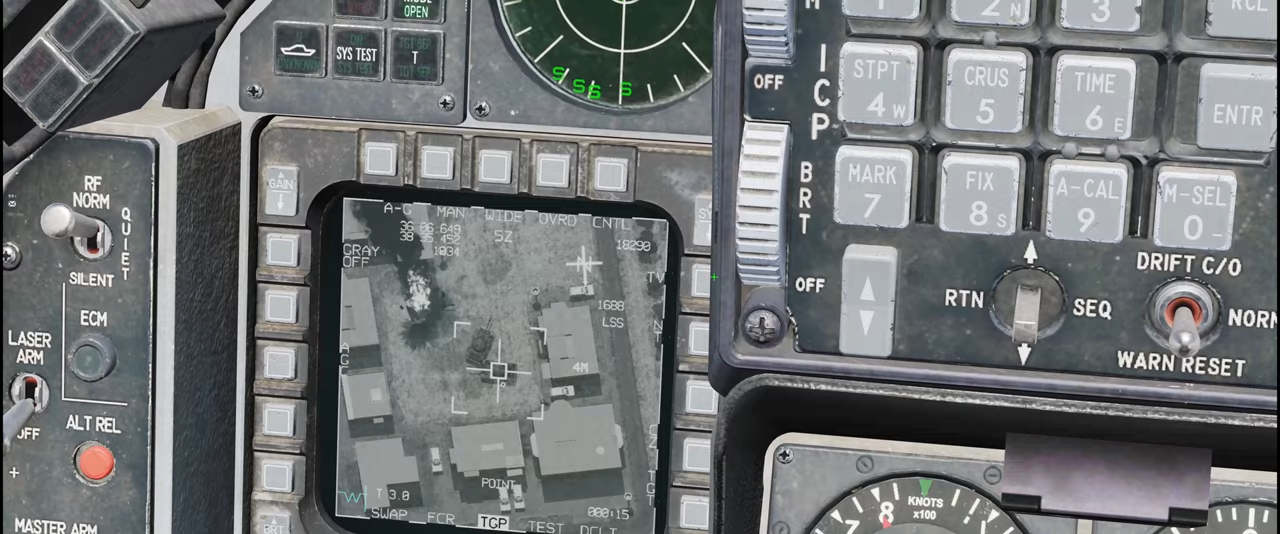 OPEN
SYS TEST
T
S S S S
GAIN
RF
NORM
QUIET
SILENT
ECM
LASER
ARM
OFF
ALT REL
MASTER ARM
A-G MAN WIDE OVRD CNTL
36 06.649
38 35.452
1034
5Z
18290
GRAY
OFF
TV
1688
LSS
4M
POINT
T 3.0
000:15
SWAP FCR TGP TEST DCLT
OFF
ICP
BRT
OFF
1
2 N
3
RCL
STPT
4 W
CRUS
5
TIME
6 E
ENTR
MARK
7
FIX
8 S
A-CAL
9
M-SEL
0 -
RTN
SEQ
DRIFT C/O
NORM
WARN RESET
KNOTS
x100
7 8